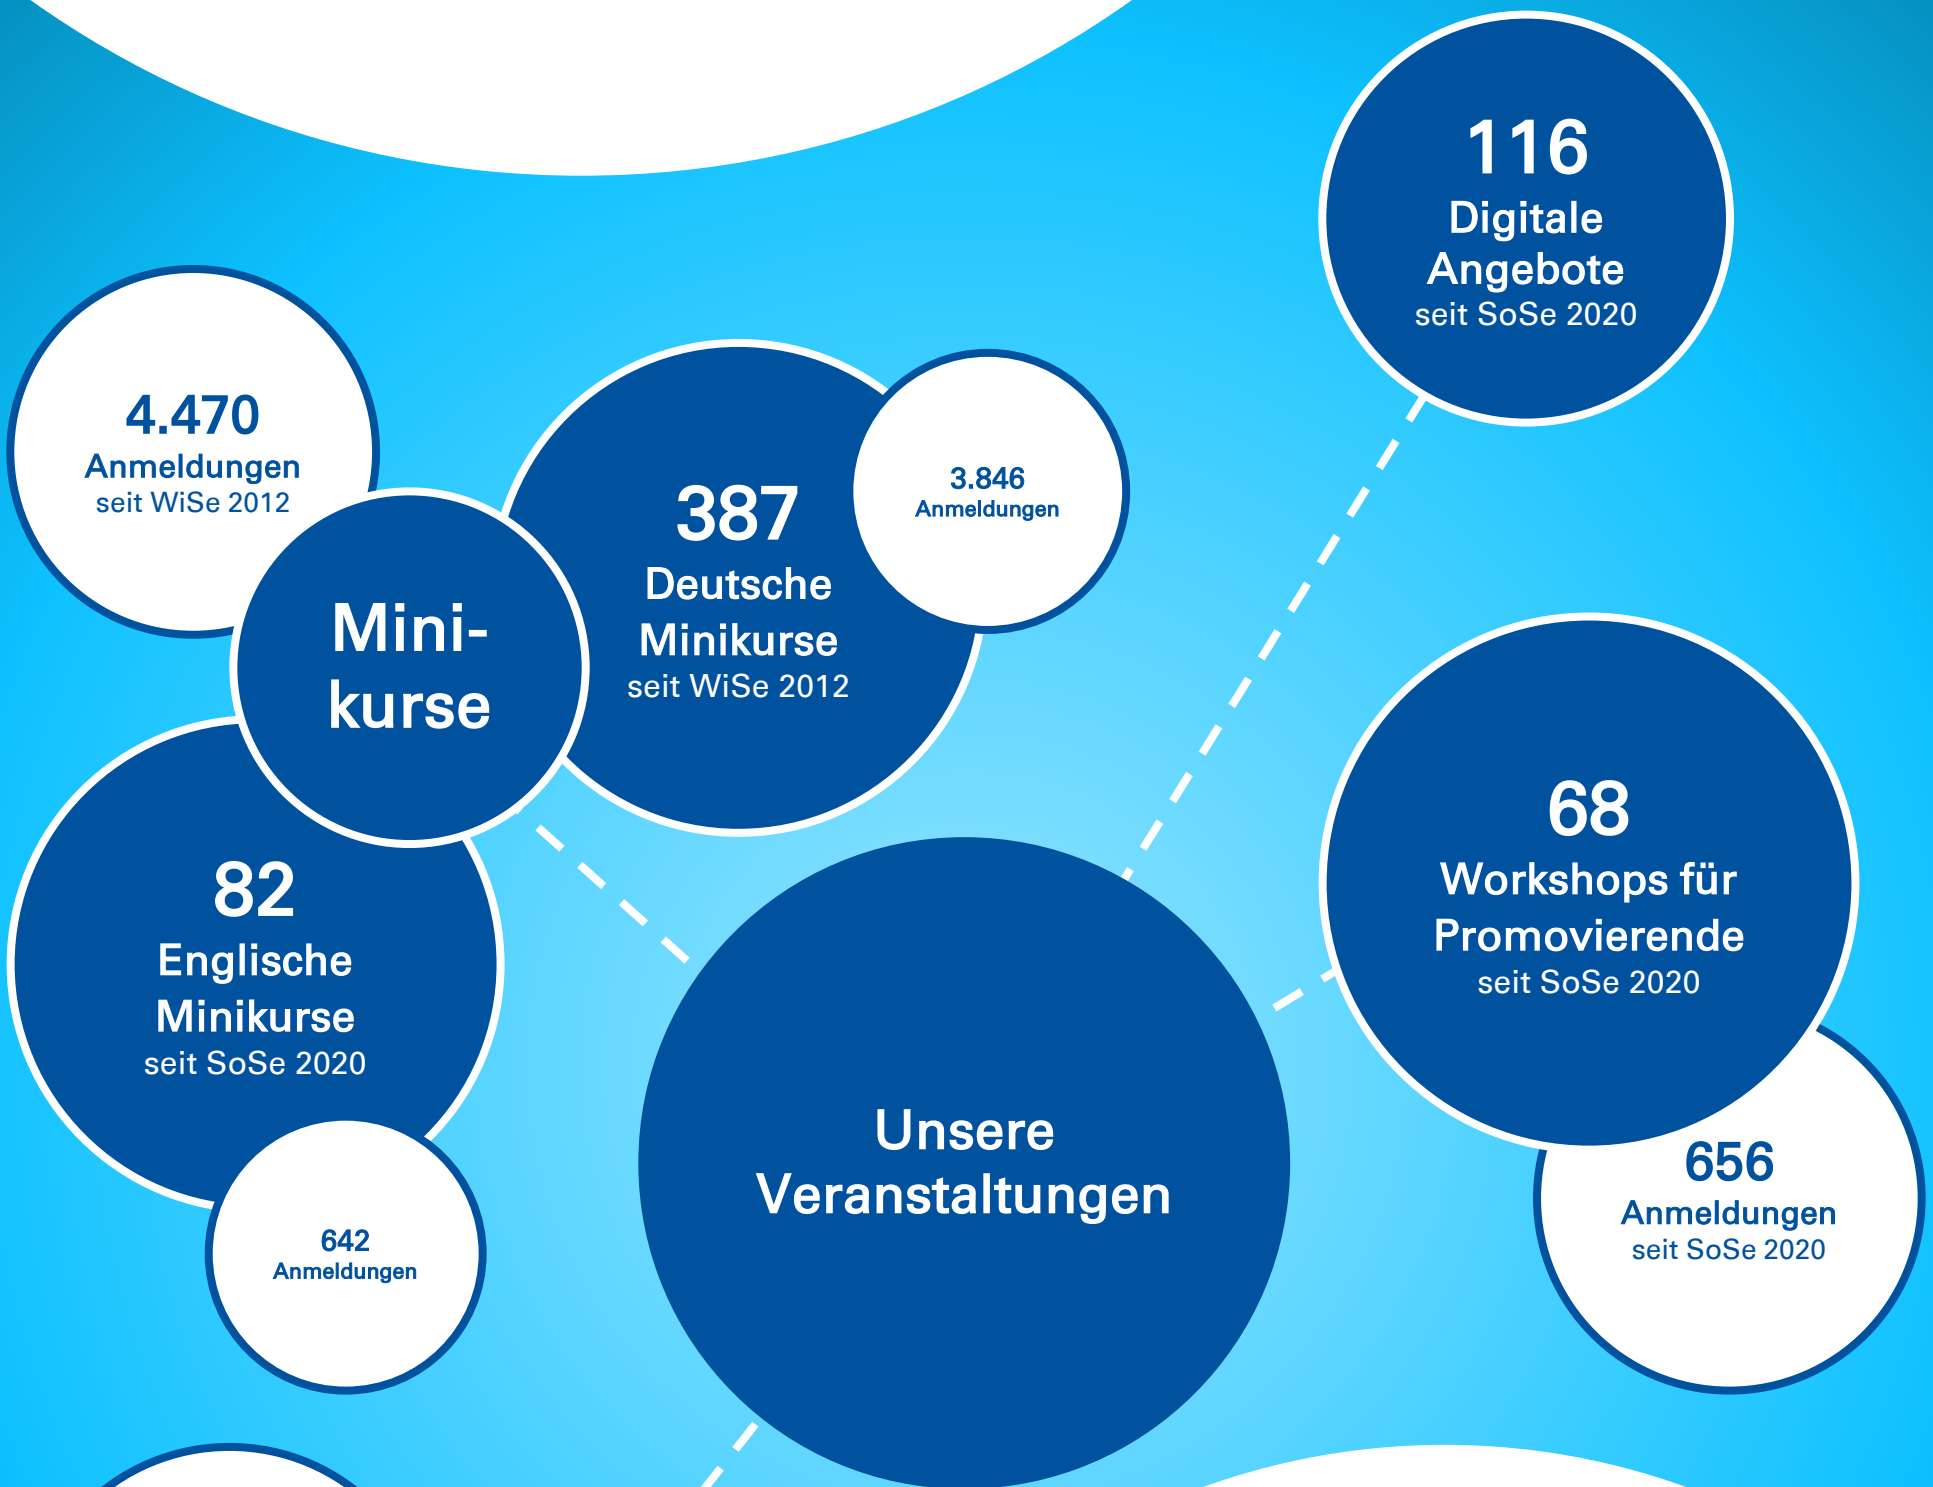 116
Digitale
Angebote
seit SoSe 2020
4.470
Anmeldungen
seit WiSe 2012
Mini-
kurse
387
Deutsche
Minikurse
seit WiSe 2012
3.846
Anmeldungen
82
Englische
Minikurse
seit SoSe 2020
642
Anmeldungen
68
Workshops für
Promovierende
seit SoSe 2020
656
Anmeldungen
seit SoSe 2020
Unsere
Veranstaltungen